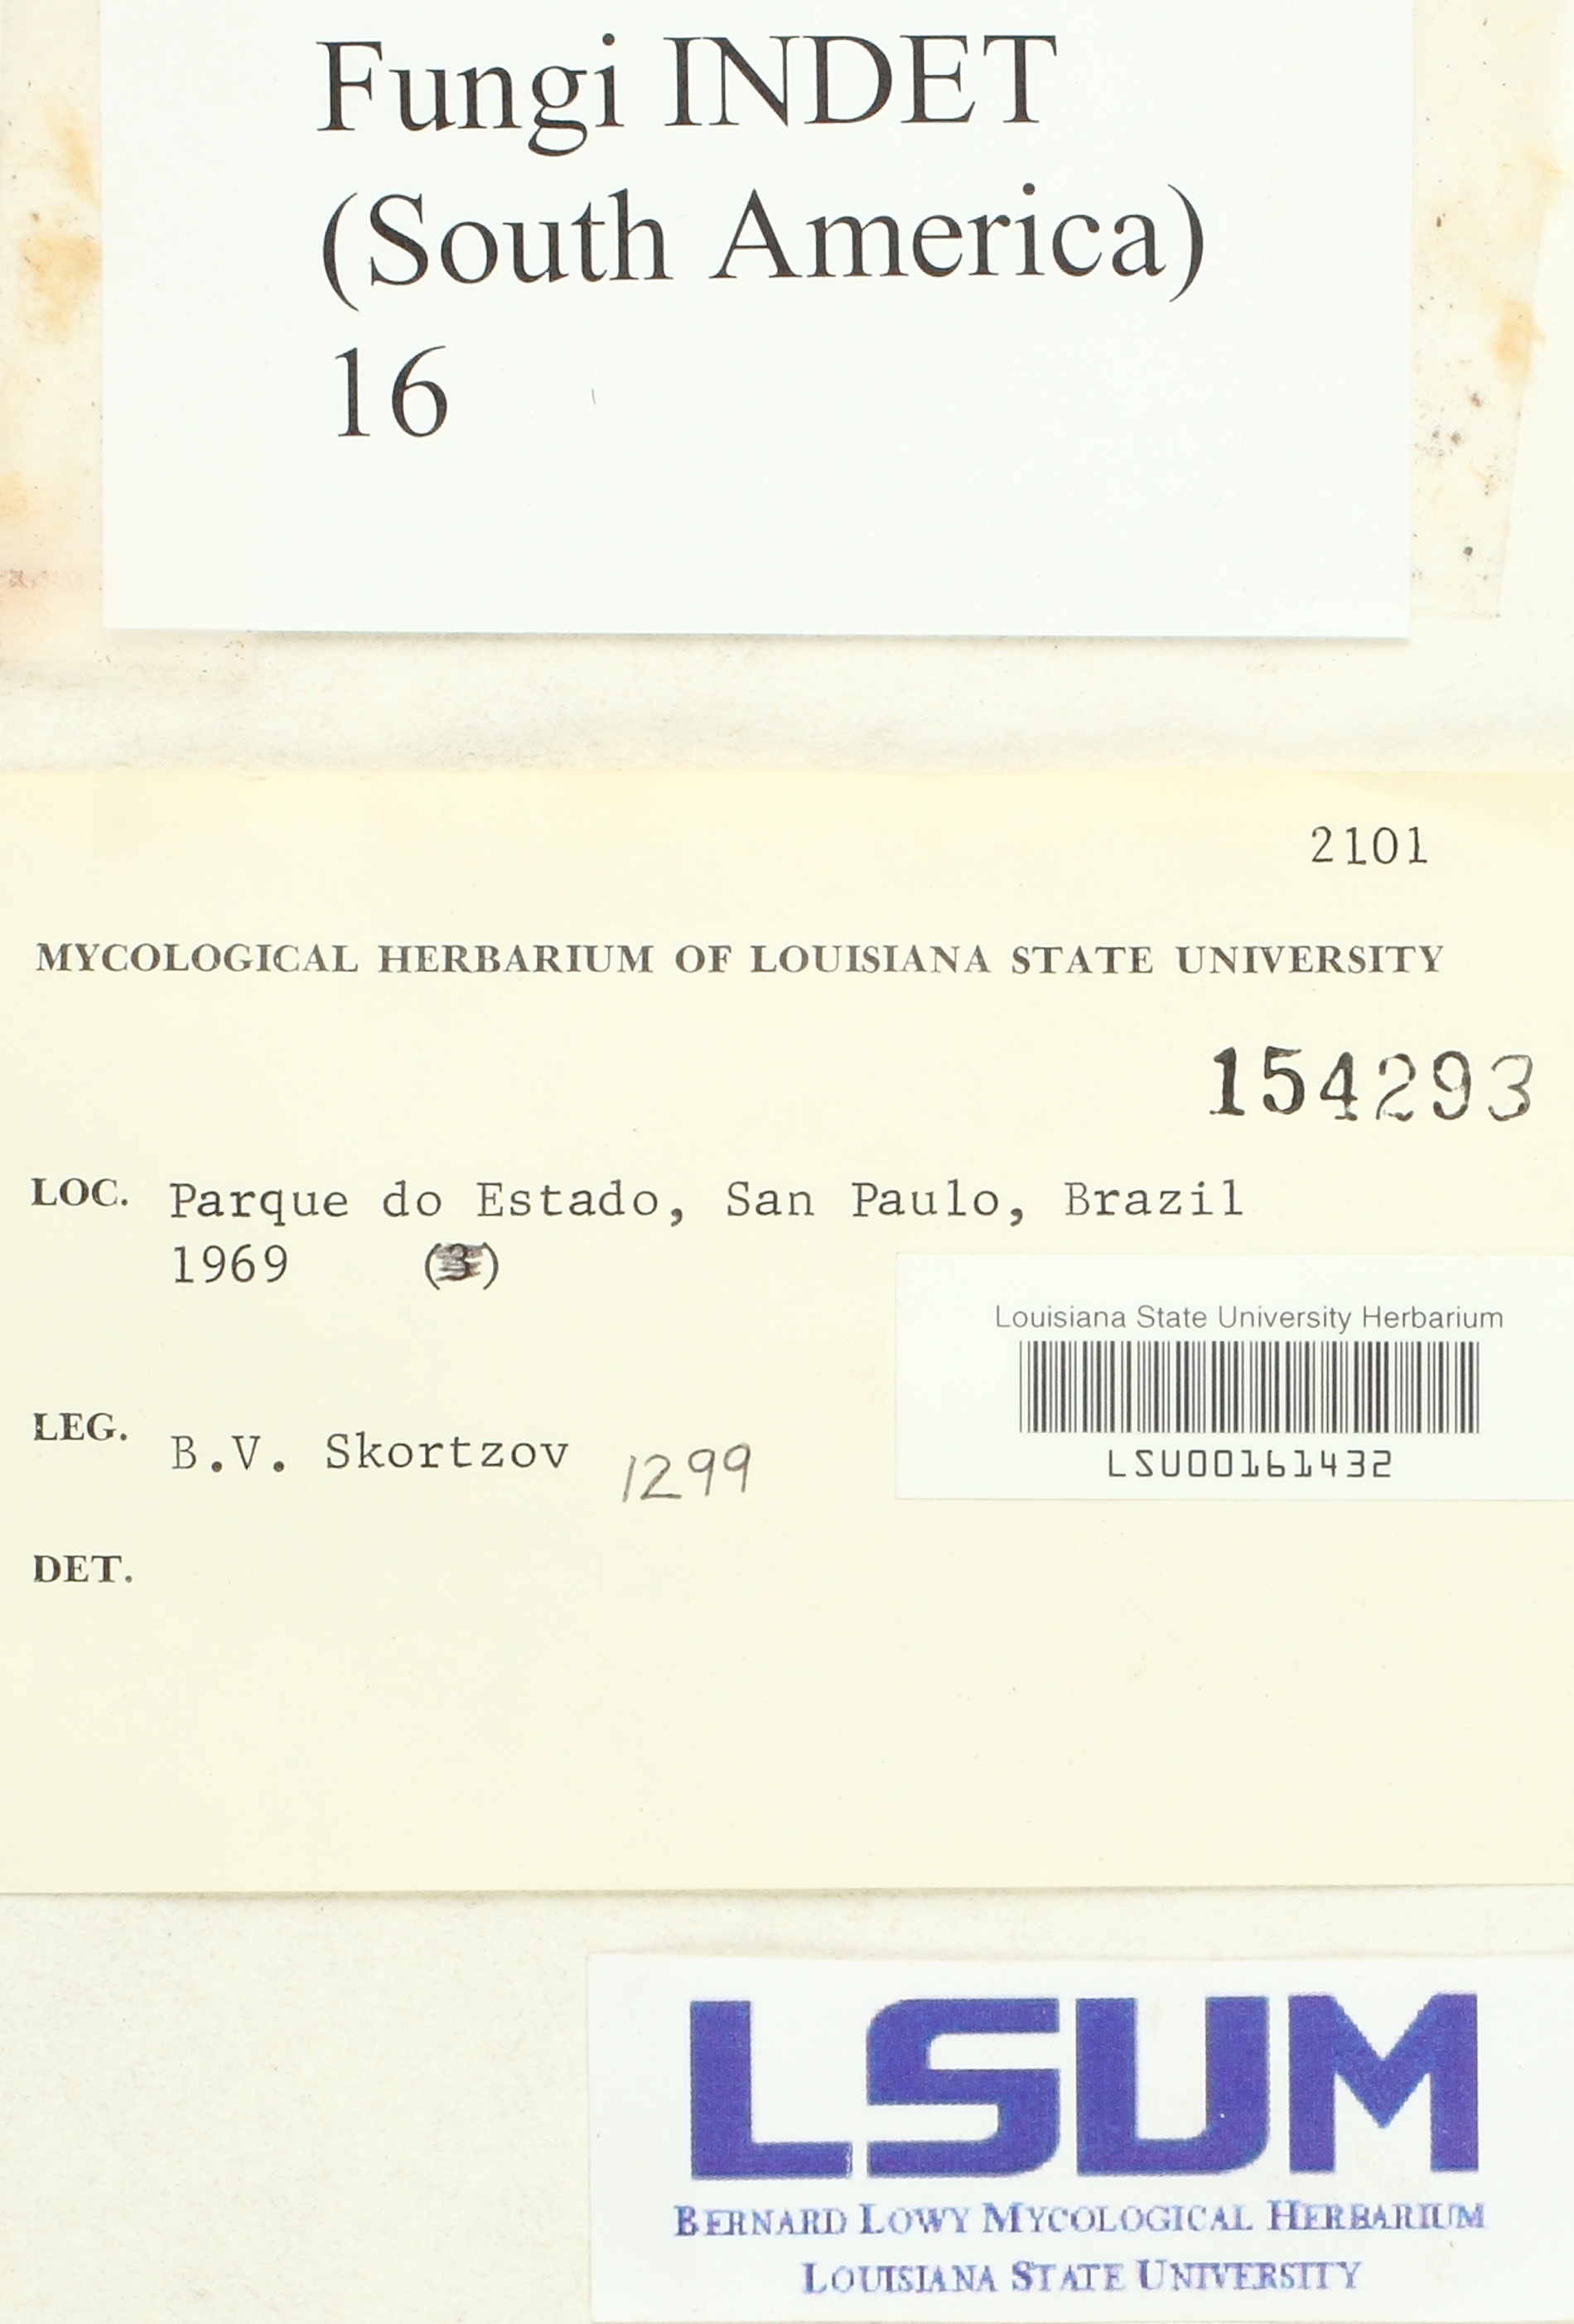 Fungi INDET
(South America)
16
2101
MYCOLOGICAL HERBARIUM OF LOUISIANA STATE UNIVERSITY
154293
LOC. Parque do Estado, San Paulo, Brazil
1969 (3)
Louisiana State University Herbarium
LSU00161432
LEG. B.V. Skortzov 1299
DET.
LSUM
BERNARD LOWY MYCOLOGICAL HERBARIUM
LOUISIANA STATE UNIVERSITY